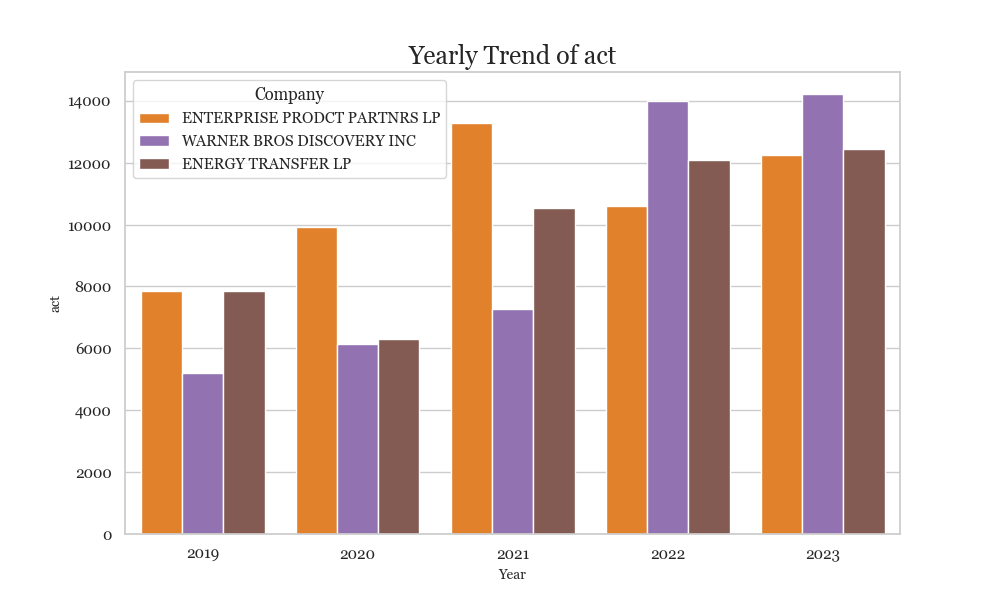 Yearly Trend of act
Company
ENTERPRISE PRODCT PARTNRS LP
WARNER BROS DISCOVERY INC
ENERGY TRANSFER LP
14000
12000
10000
8000
6000
4000
2000
0
act
2019 2020 2021 2022 2023
Year